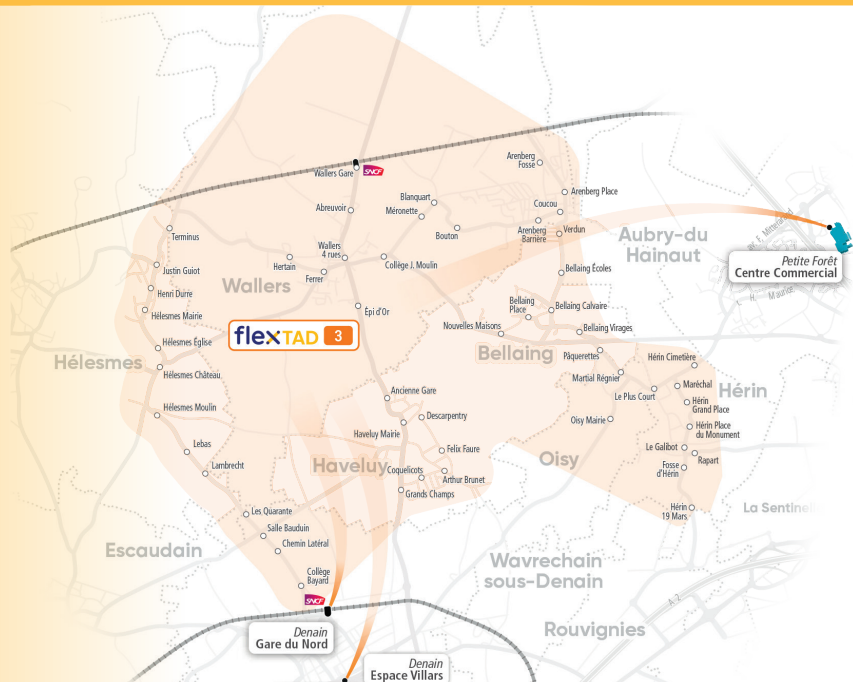 Arenberg
Fosse
Wallers Gare
SNCF
Arenberg Place
Blanquart
Coucou
Abreuvoir
Méronette
Terminus
Bouton
Arenberg
Barrière
Verdun
Aubry-du
Hainaut
av. F. Mitterrand
Wallers
4 rues
Hertain
Collège J. Moulin
Justin Guiot
Ferrer
Bellaing Écoles
Petite Forêt
Centre Commercial
Wallers
Henri Durre
H. Maurice
Hélesmes Mairie
Épi d'Or
Bellaing
Place
Bellaing Calvaire
Nouvelles Maisons
Bellaing Virages
flexTAD 3
Hélesmes Église
Bellaing
Pâquerettes
Hérin Cimetière
Hélesmes
Hélesmes Château
Martial Régnier
Maréchal
Hérin
Ancienne Gare
Le Plus Court
Hérin
Grand Place
Hélesmes Moulin
Descarpentry
Oisy Mairie
Hérin Place
du Monument
Haveluy Mairie
Lebas
Felix Faure
Le Galibot
Rapart
Lambrecht
Haveluy
Coquelicots
Oisy
Fosse
d'Hérin
Arthur Brunet
Grands Champs
Les Quarante
Hérin
19 Mars
La Sentinel
Salle Bauduin
Escaudain
Chemin Latéral
Wavrechain
sous-Denain
Collège
Bayard
SNCF
A 2
Denain
Gare du Nord
Rouvignies
Denain
Espace Villars